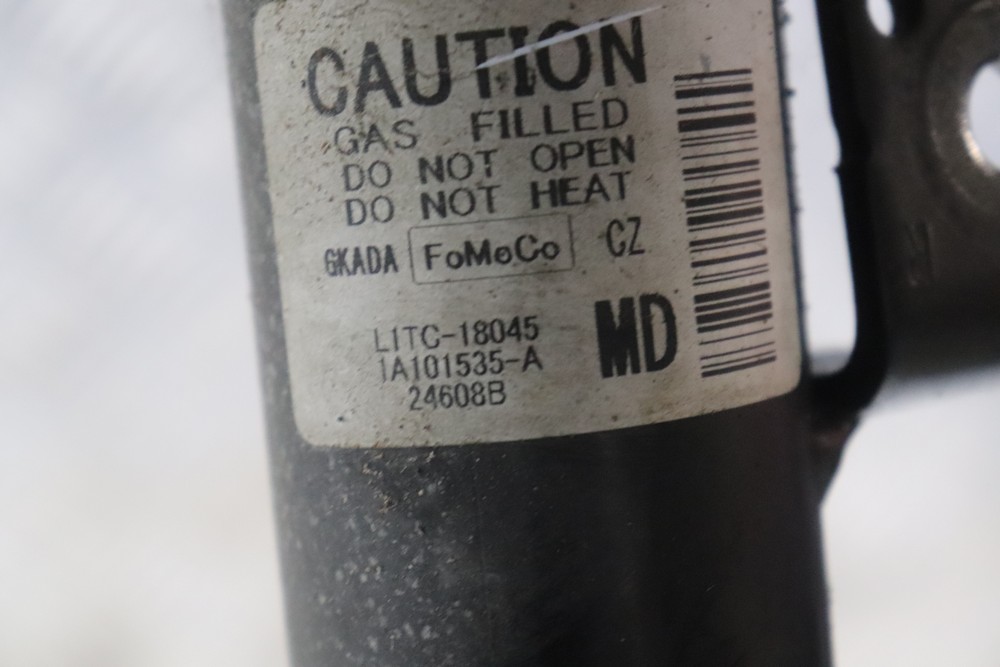 CAUTION
GAS FILLED
DO NOT OPEN
DO NOT HEAT
GKADA FoMoCo CZ
L1TC-18045
1A101535-A
24608B
MD